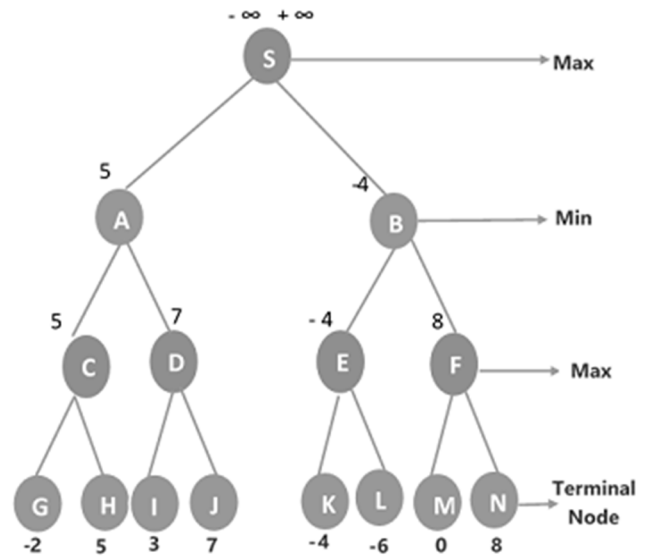 - ∞ + ∞
S
Max
5
-4
A
B
Min
5
7
- 4
8
C
D
E
F
Max
G
H
I
J
K
L
M
N
Terminal
Node
-2
5
3
7
-4
-6
0
8